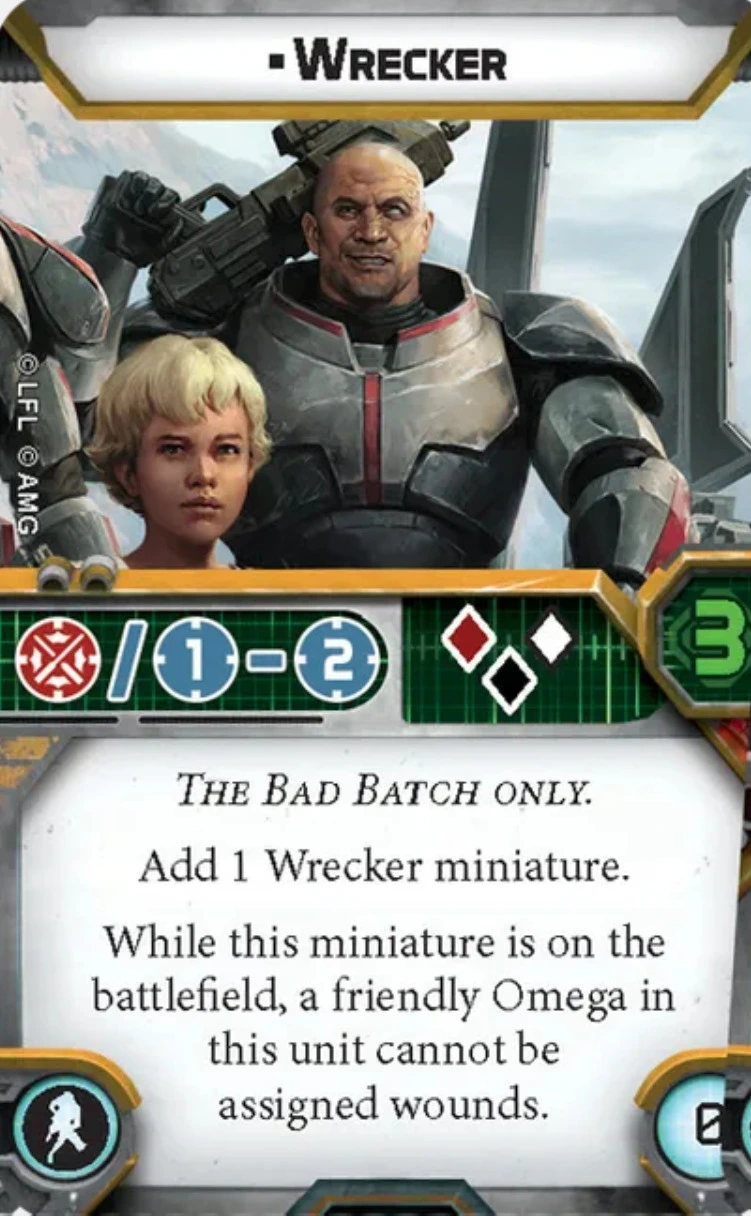 ▪ WRECKER
©LFL ©AMG
1 - 2
3
THE BAD BATCH ONLY.
Add 1 Wrecker miniature.
While this miniature is on the
battlefield, a friendly Omega in
this unit cannot be
assigned wounds.
0